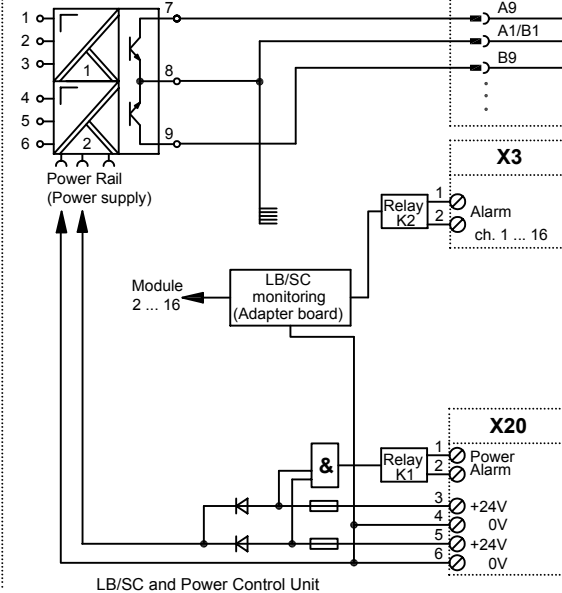 7
A9
1
2
A1/B1
3
1
8
B9
4
5
9
6
2
X3
Power Rail
(Power supply)
Relay
K2
1
2
Alarm
ch. 1 ... 16
Module
2 ... 16
LB/SC
monitoring
(Adapter board)
X20
&
Relay
K1
1
2
Power
Alarm
3
+24V
4
0V
5
+24V
6
0V
LB/SC and Power Control Unit